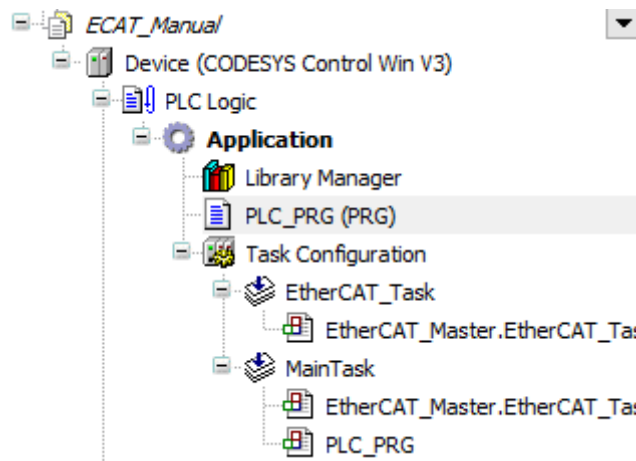 ECAT_Manual
Device (CODESYS Control Win V3)
PLC Logic
Application
Library Manager
PLC_PRG (PRG)
Task Configuration
EtherCAT_Task
EtherCAT_Master.EtherCAT_Tas
MainTask
EtherCAT_Master.EtherCAT_Tas
PLC_PRG